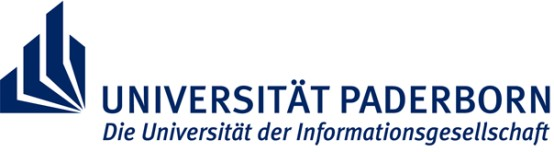 UNIVERSITÄT PADERBORN
Die Universität der Informationsgesellschaft